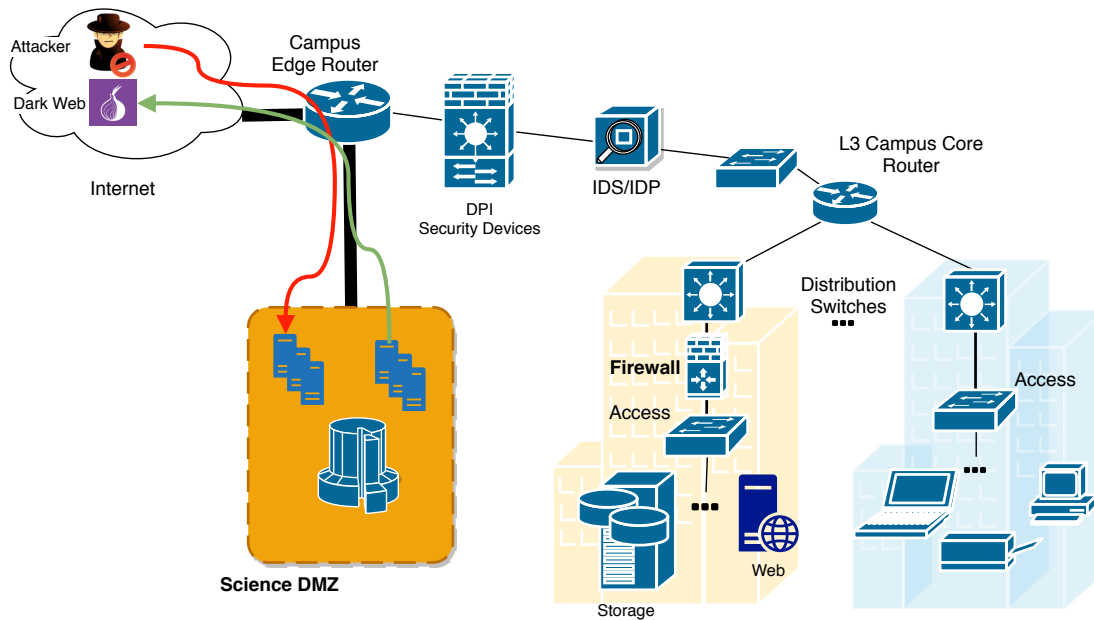 Attacker
Dark Web
Internet
Campus
Edge Router
DPI
Security Devices
IDS/IDP
L3 Campus Core
Router
Distribution
Switches
Firewall
Access
Access
Storage
Web
Science DMZ